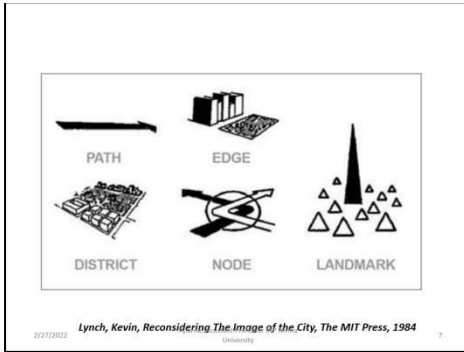 PATH
EDGE
DISTRICT
NODE
LANDMARK
Lynch, Kevin, Reconsidering The Image of the City, The MIT Press, 1984
2/27/2022
University
7